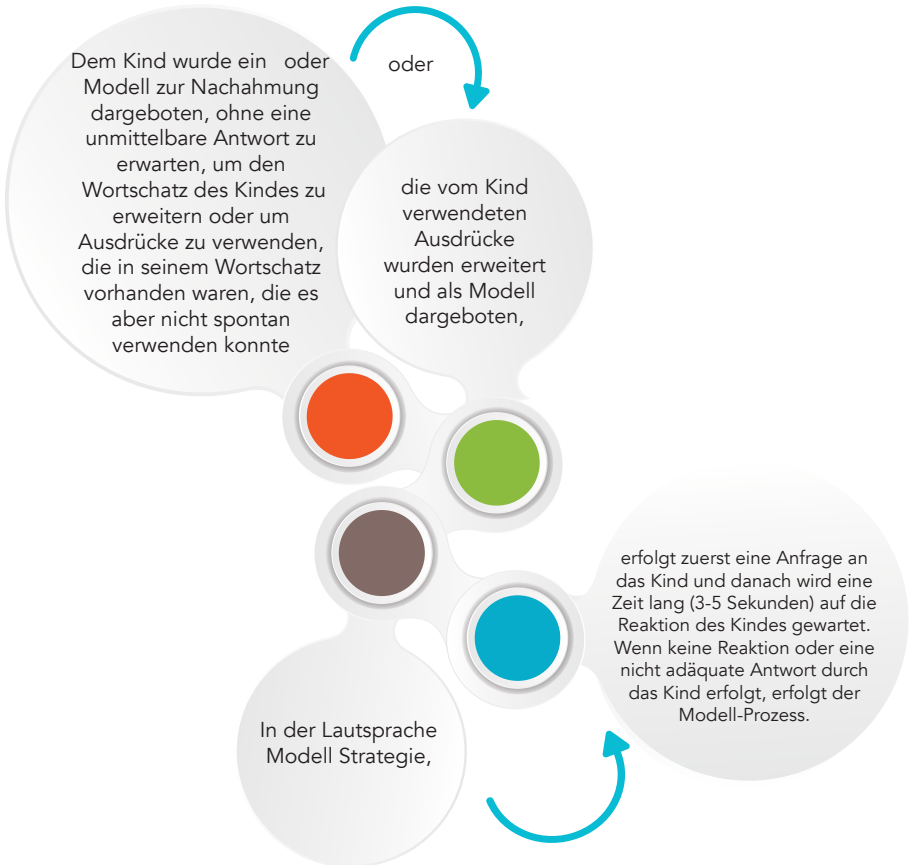 Dem Kind wurde ein oder
Modell zur Nachahmung
dargeboten, ohne eine
unmittelbare Antwort zu
erwarten, um den
Wortschatz des Kindes zu
erweitern oder um
Ausdrücke zu verwenden,
die in seinem Wortschatz
vorhanden waren, die es
aber nicht spontan
verwenden konnte
oder
die vom Kind
verwendeten
Ausdrücke
wurden erweitert
und als Modell
dargeboten,
In der Lautsprache
Modell Strategie,
erfolgt zuerst eine Anfrage an
das Kind und danach wird eine
Zeit lang (3-5 Sekunden) auf die
Reaktion des Kindes gewartet.
Wenn keine Reaktion oder eine
nicht adäquate Antwort durch
das Kind erfolgt, erfolgt der
Modell-Prozess.